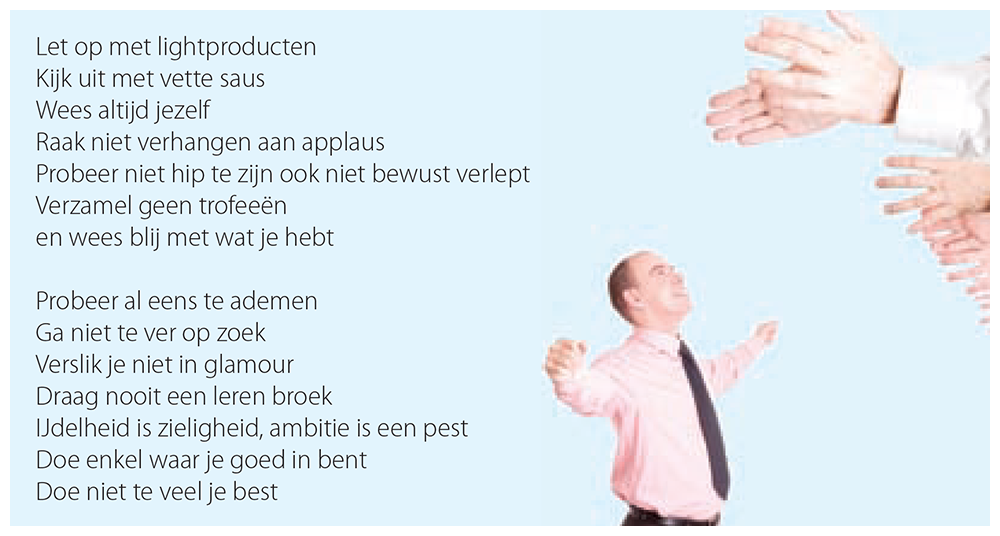 Let op met lightproducten
Kijk uit met vette saus
Wees altijd jezelf
Raak niet verhangen aan applaus
Probeer niet hip te zijn ook niet bewust verlept
Verzamel geen trofeeën
en wees blij met wat je hebt

Probeer al eens te ademen
Ga niet te ver op zoek
Verslik je niet in glamour
Draag nooit een leren broek
IJdelheid is zieligheid, ambitie is een pest
Doe enkel waar je goed in bent
Doe niet te veel je best